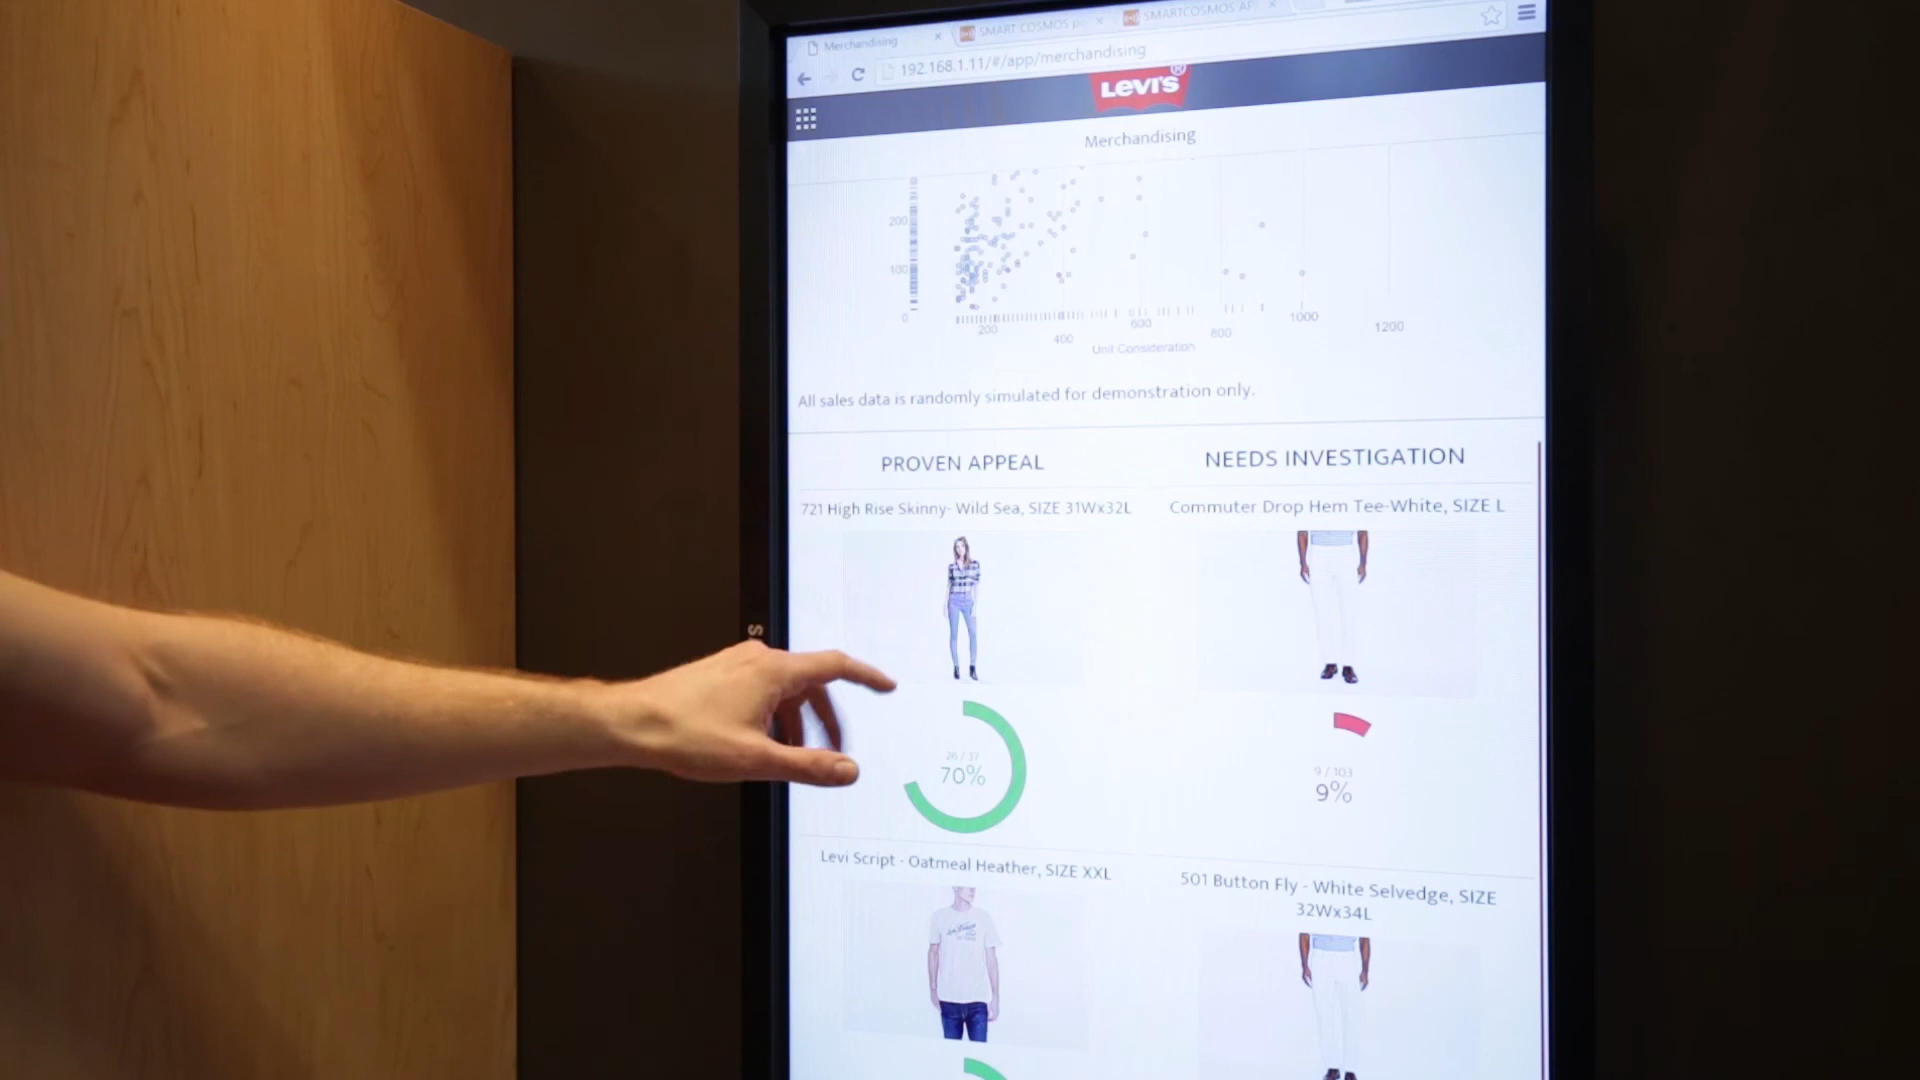 Merchandising
SMART COSMOS
SMARTCOSMOS AP
192.168.1.11/#/app/merchandising
LEVI'S®
Merchandising
200
100
0
200
400
600
800
1000
1200
Unit Consideration
All sales data is randomly simulated for demonstration only.
PROVEN APPEAL
NEEDS INVESTIGATION
721 High Rise Skinny- Wild Sea, SIZE 31Wx32L
Commuter Drop Hem Tee-White, SIZE L
26 / 37
70%
9 / 103
9%
Levi Script - Oatmeal Heather, SIZE XXL
501 Button Fly - White Selvedge, SIZE
32Wx34L